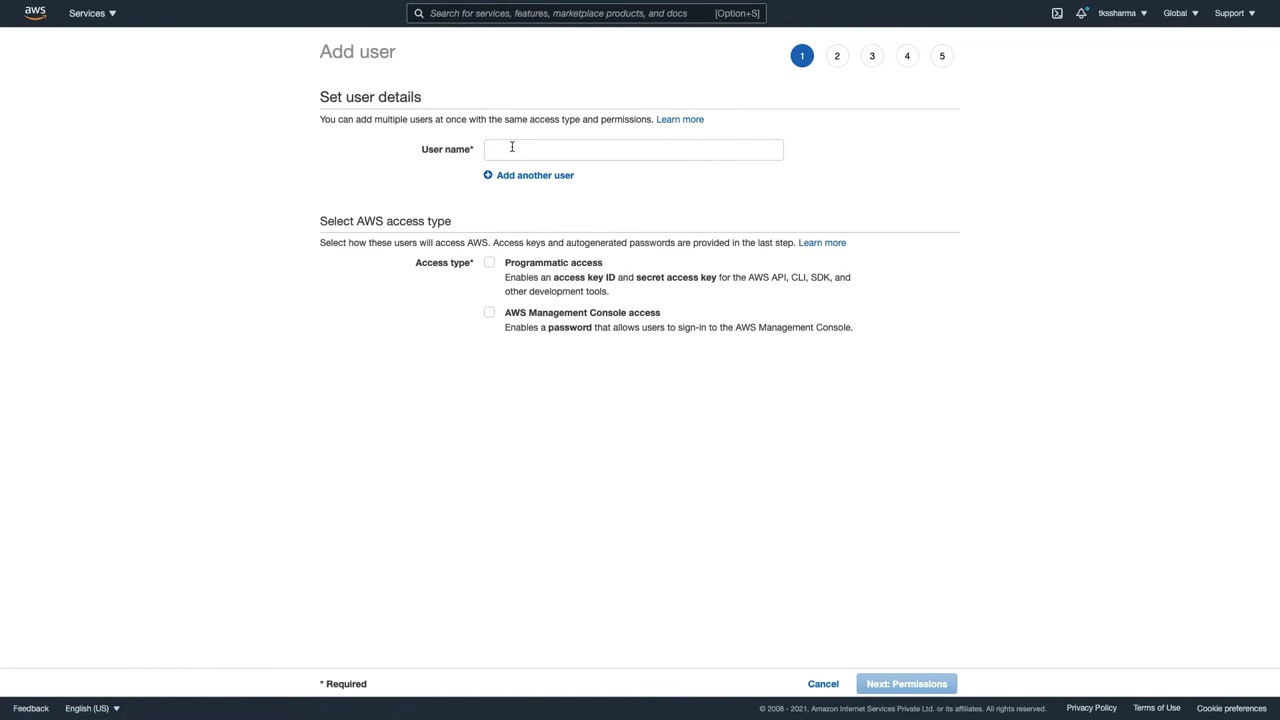 aws
Services
Search for services, features, marketplace products, and docs [Option+S]
tkssharma
Global
Support
Add user
1 2 3 4 5
Set user details
You can add multiple users at once with the same access type and permissions. Learn more
User name*
Add another user
Select AWS access type
Select how these users will access AWS. Access keys and autogenerated passwords are provided in the last step. Learn more
Access type*
Programmatic access
Enables an access key ID and secret access key for the AWS API, CLI, SDK, and
other development tools.
AWS Management Console access
Enables a password that allows users to sign-in to the AWS Management Console.
* Required
Cancel
Next: Permissions
Feedback
English (US)
© 2008 - 2021, Amazon Internet Services Private Ltd. or its affiliates. All rights reserved.
Privacy Policy
Terms of Use
Cookie preferences